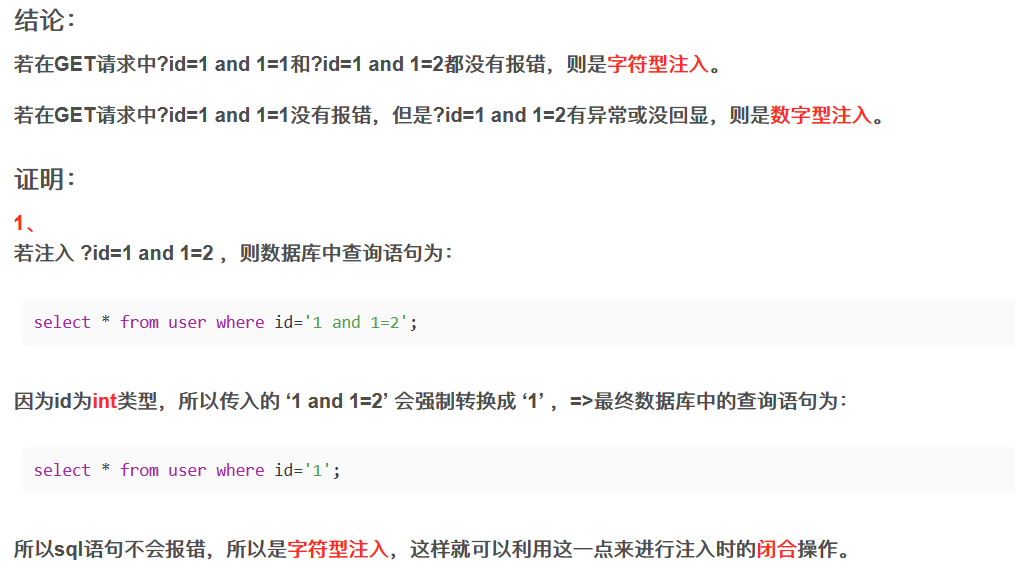 结论：
若在GET请求中?id=1 and 1=1和?id=1 and 1=2都没有报错，则是字符型注入。
若在GET请求中?id=1 and 1=1没有报错，但是?id=1 and 1=2有异常或没回显，则是数字型注入。
证明：
1、
若注入 ?id=1 and 1=2 ，则数据库中查询语句为：
select * from user where id='1 and 1=2';
因为id为int类型，所以传入的 ‘1 and 1=2’ 会强制转换成 ‘1’ ，=>最终数据库中的查询语句为：
select * from user where id='1';
所以sql语句不会报错，所以是字符型注入，这样就可以利用这一点来进行注入时的闭合操作。